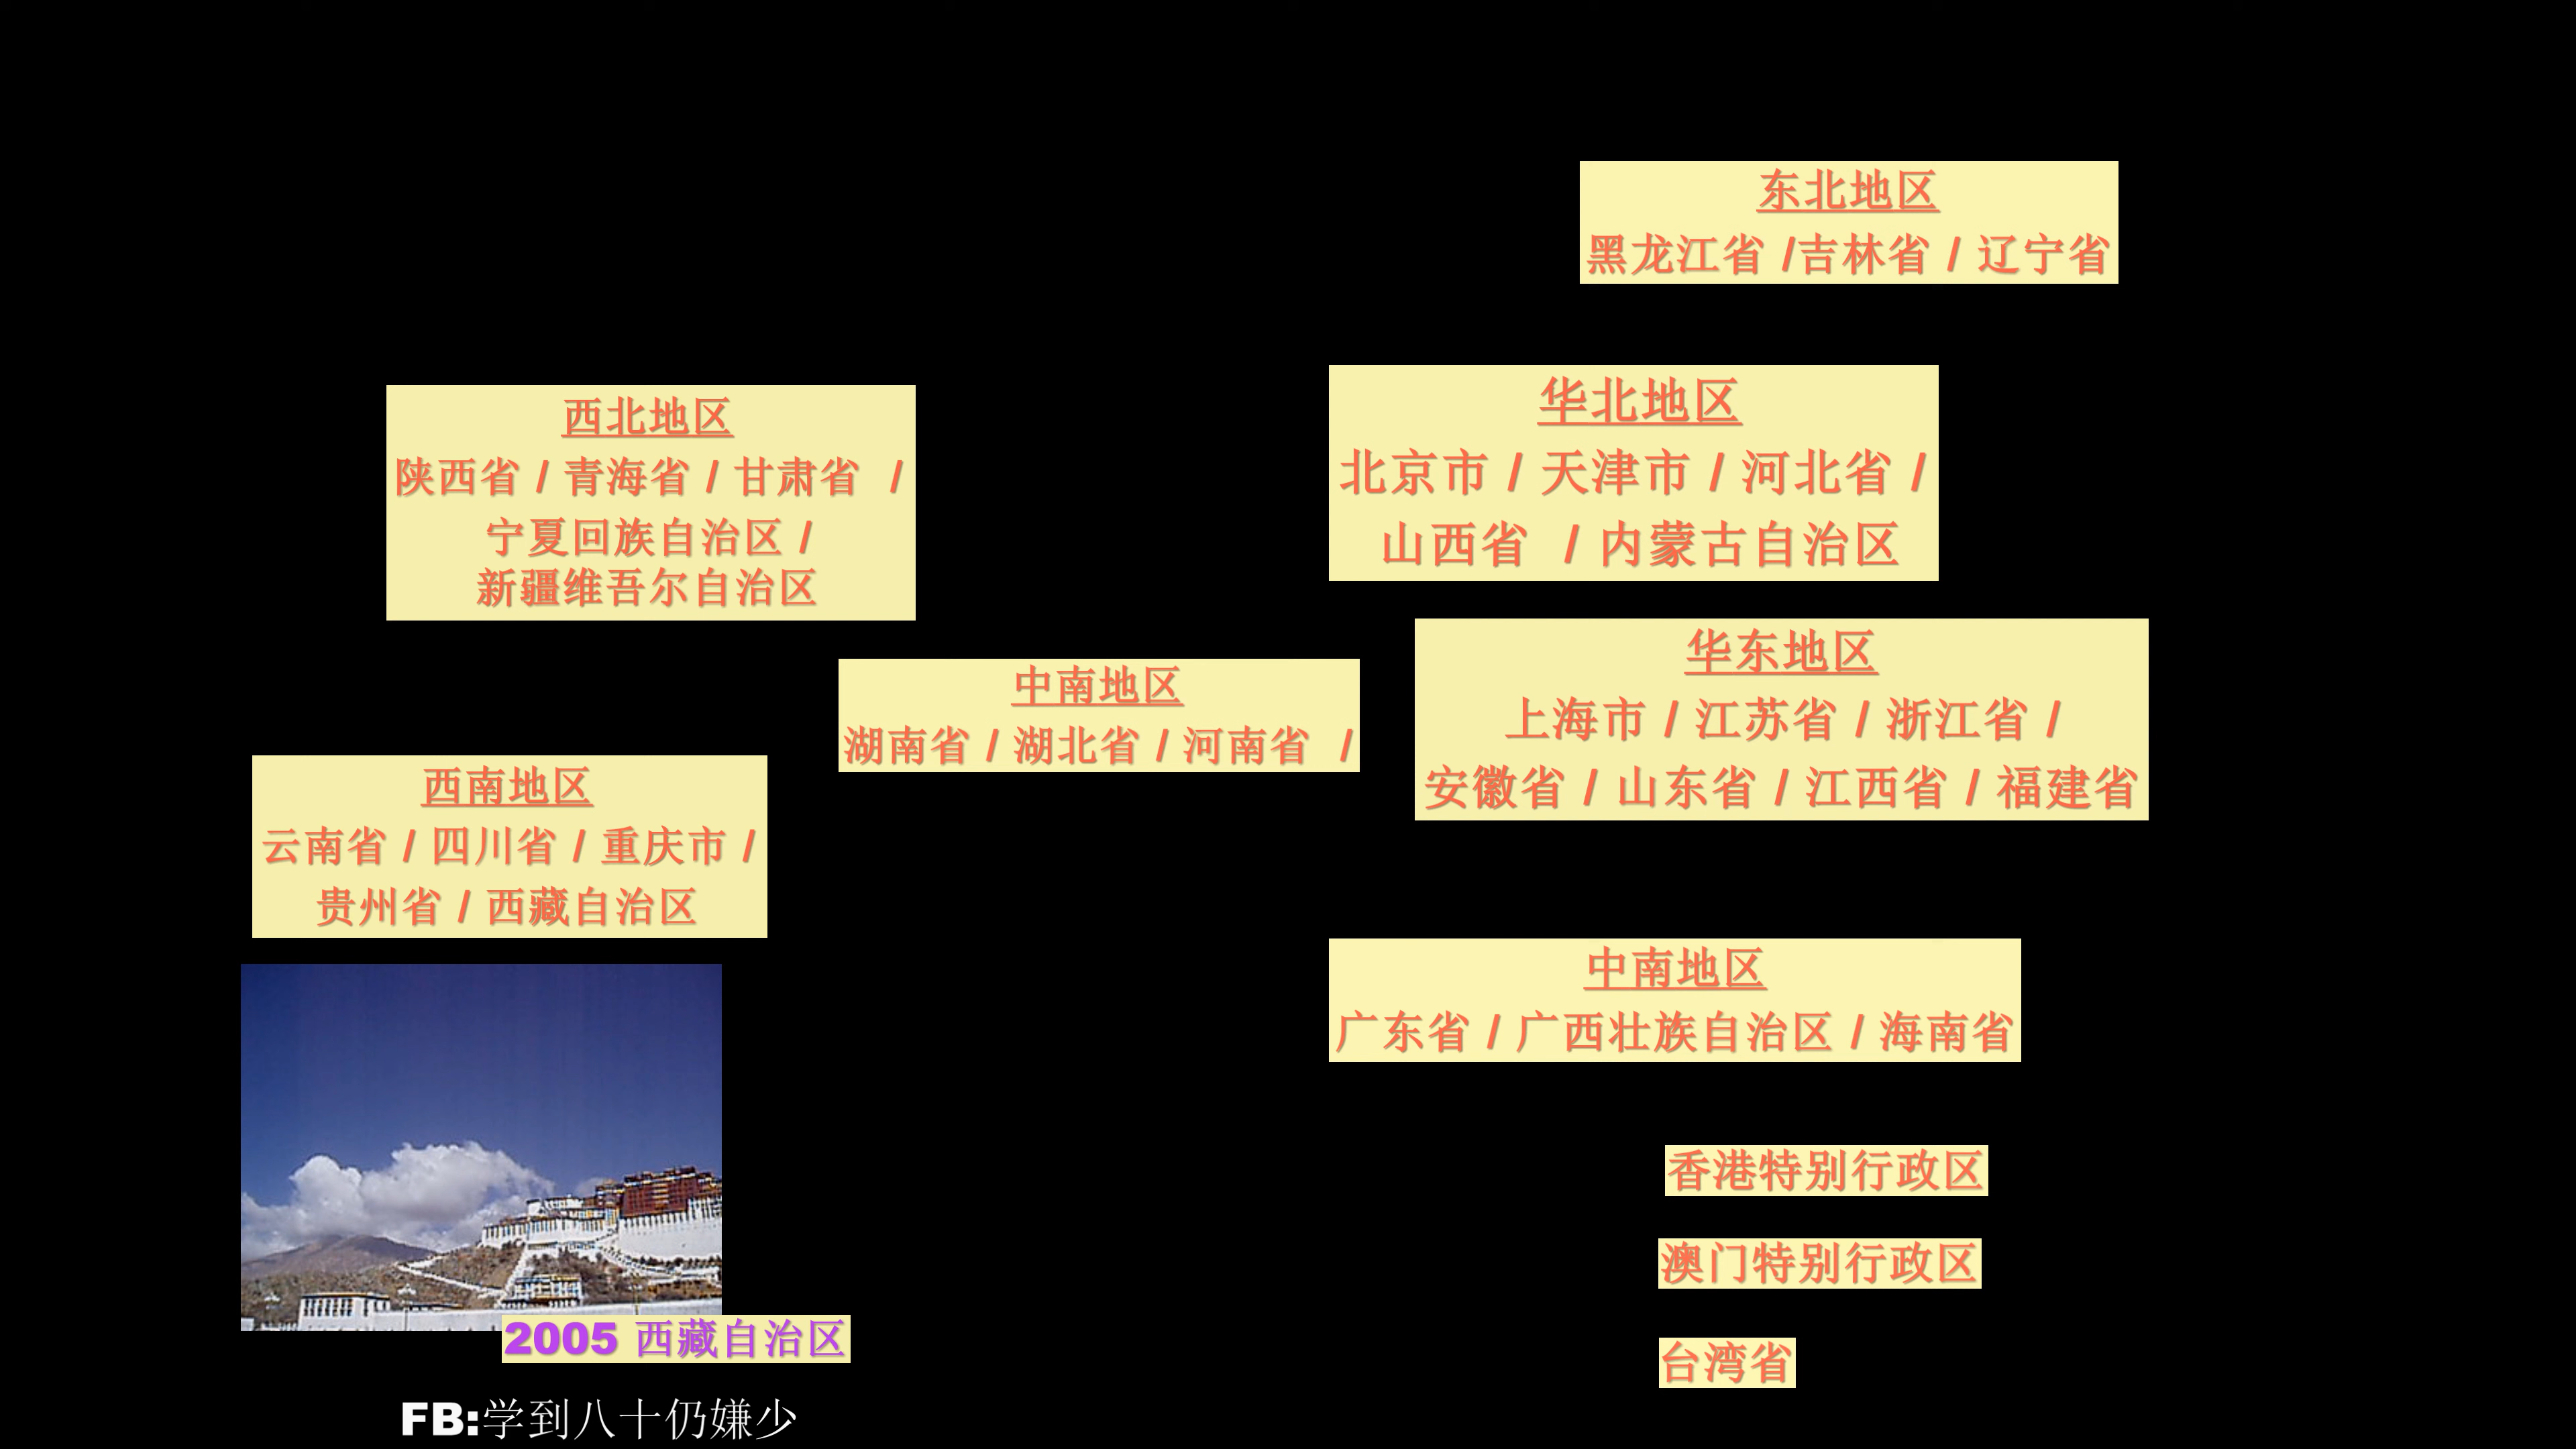 东北地区
黑龙江省 /吉林省 / 辽宁省
华北地区
北京市 / 天津市 / 河北省 /
山西省 / 内蒙古自治区
西北地区
陕西省 / 青海省 / 甘肃省 /
宁夏回族自治区 /
新疆维吾尔自治区
华东地区
上海市 / 江苏省 / 浙江省 /
安徽省 / 山东省 / 江西省 / 福建省
中南地区
湖南省 / 湖北省 / 河南省 /
西南地区
云南省 / 四川省 / 重庆市 /
贵州省 / 西藏自治区
中南地区
广东省 / 广西壮族自治区 / 海南省
香港特别行政区
澳门特别行政区
台湾省
2005 西藏自治区
FB:学到八十仍嫌少